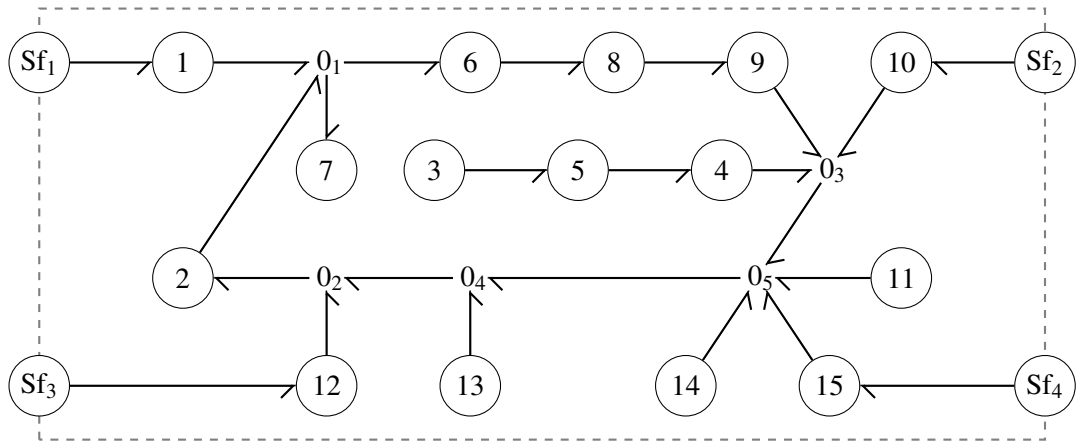 Sf₁ 1 0₁ 6 8 9 10 Sf₂
7 3 5 4 0₃
2 0₂ 0₄ 0₅ 11
Sf₃ 12 13 14 15 Sf₄